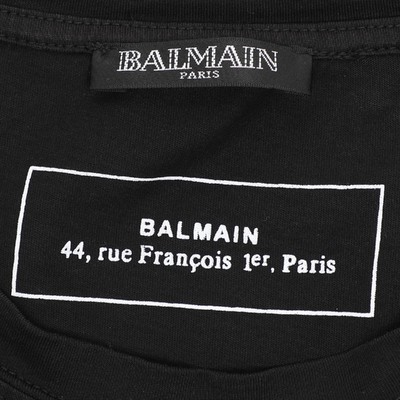 BALMAIN
PARIS
BALMAIN
44, rue François 1er, Paris